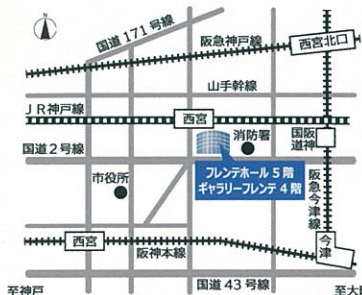 N
国道171号線
阪急神戸線
西宮北口
山手幹線
JR神戸線
西宮
消防署
阪神国道
国道2号線
フレンテホール5階
ギャラリーフレンテ4階
市役所
阪急今津線
西宮
阪神本線
今津
国道43号線
至神戸